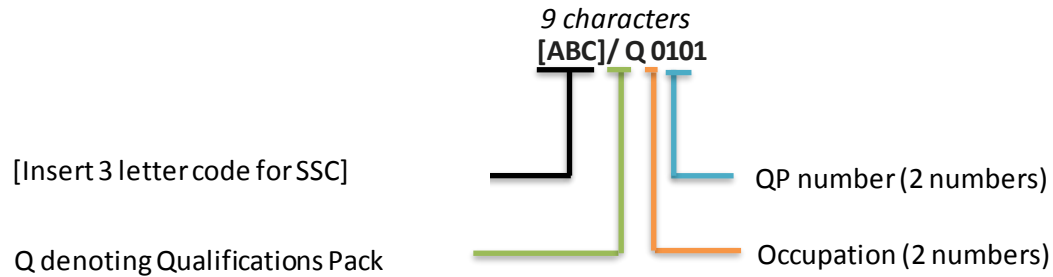 9 characters
[ABC]/ Q 0101
[Insert 3 letter code for SSC]
QP number (2 numbers)
Q denoting Qualifications Pack
Occupation (2 numbers)